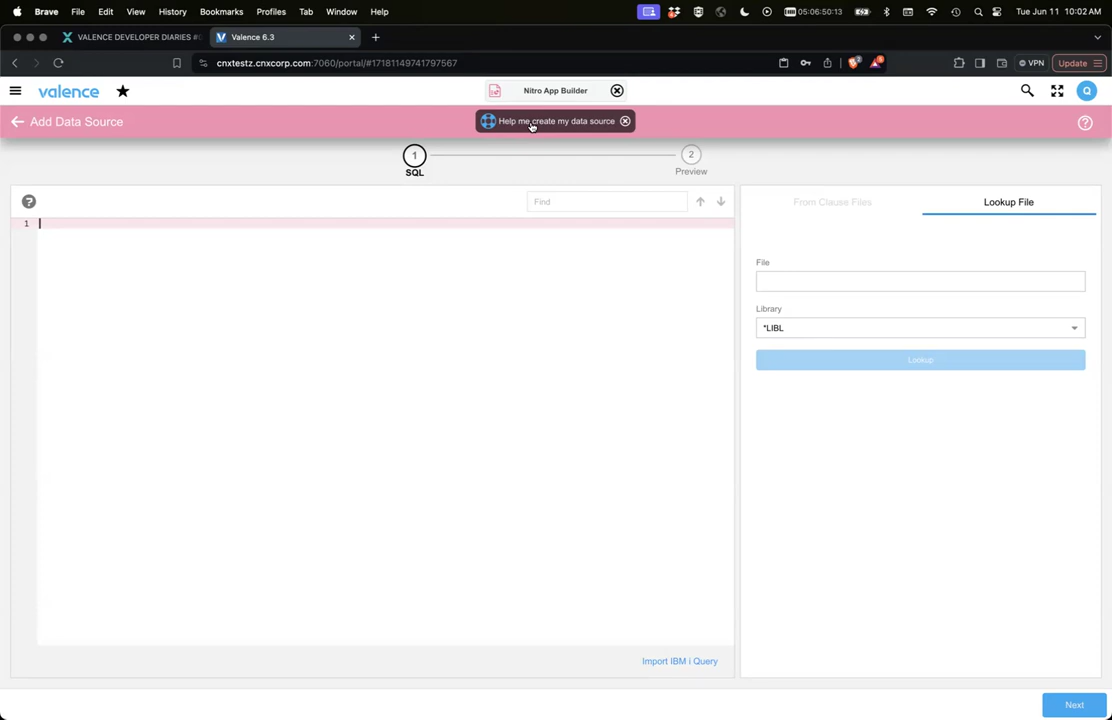 Brave File Edit View History Bookmarks Profiles Tab Window Help 05:06:50:13 Tue Jun 11 10:02 AM
VALENCE DEVELOPER DIARIES Valence 6.3
cnxtestz.cnxcorp.com:7060/portal/#17181149741797567 VPN Update
valence Nitro App Builder Q
Add Data Source Help me create my data source
1 2
SQL Preview
Find From Clause Files Lookup File
1
File
Library
*LIBL
Lookup
Import IBM i Query
Next